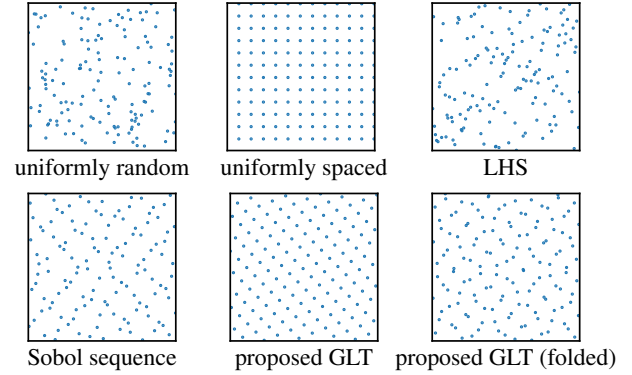 uniformly random
uniformly spaced
LHS
Sobol sequence
proposed GLT
proposed GLT (folded)